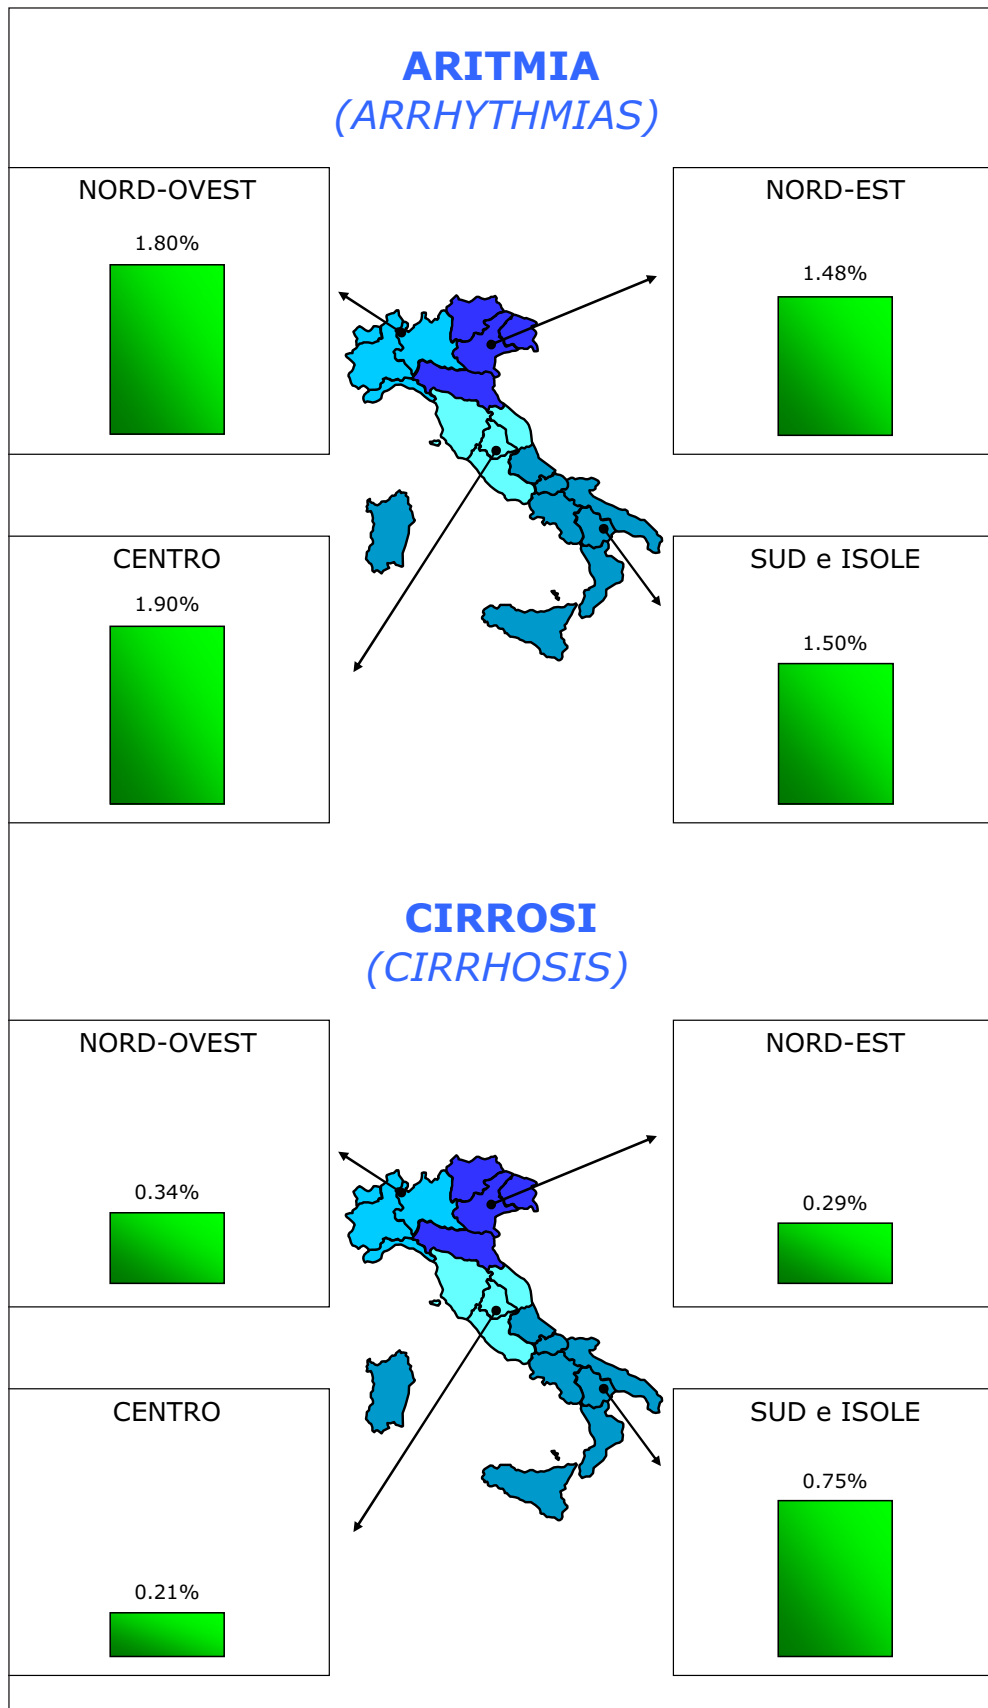 ARITMIA
(ARRHYTHMIAS)
NORD-OVEST
1.80%
NORD-EST
1.48%
CENTRO
1.90%
SUD e ISOLE
1.50%
CIRROSI
(CIRRHOSIS)
NORD-OVEST
0.34%
NORD-EST
0.29%
CENTRO
0.21%
SUD e ISOLE
0.75%